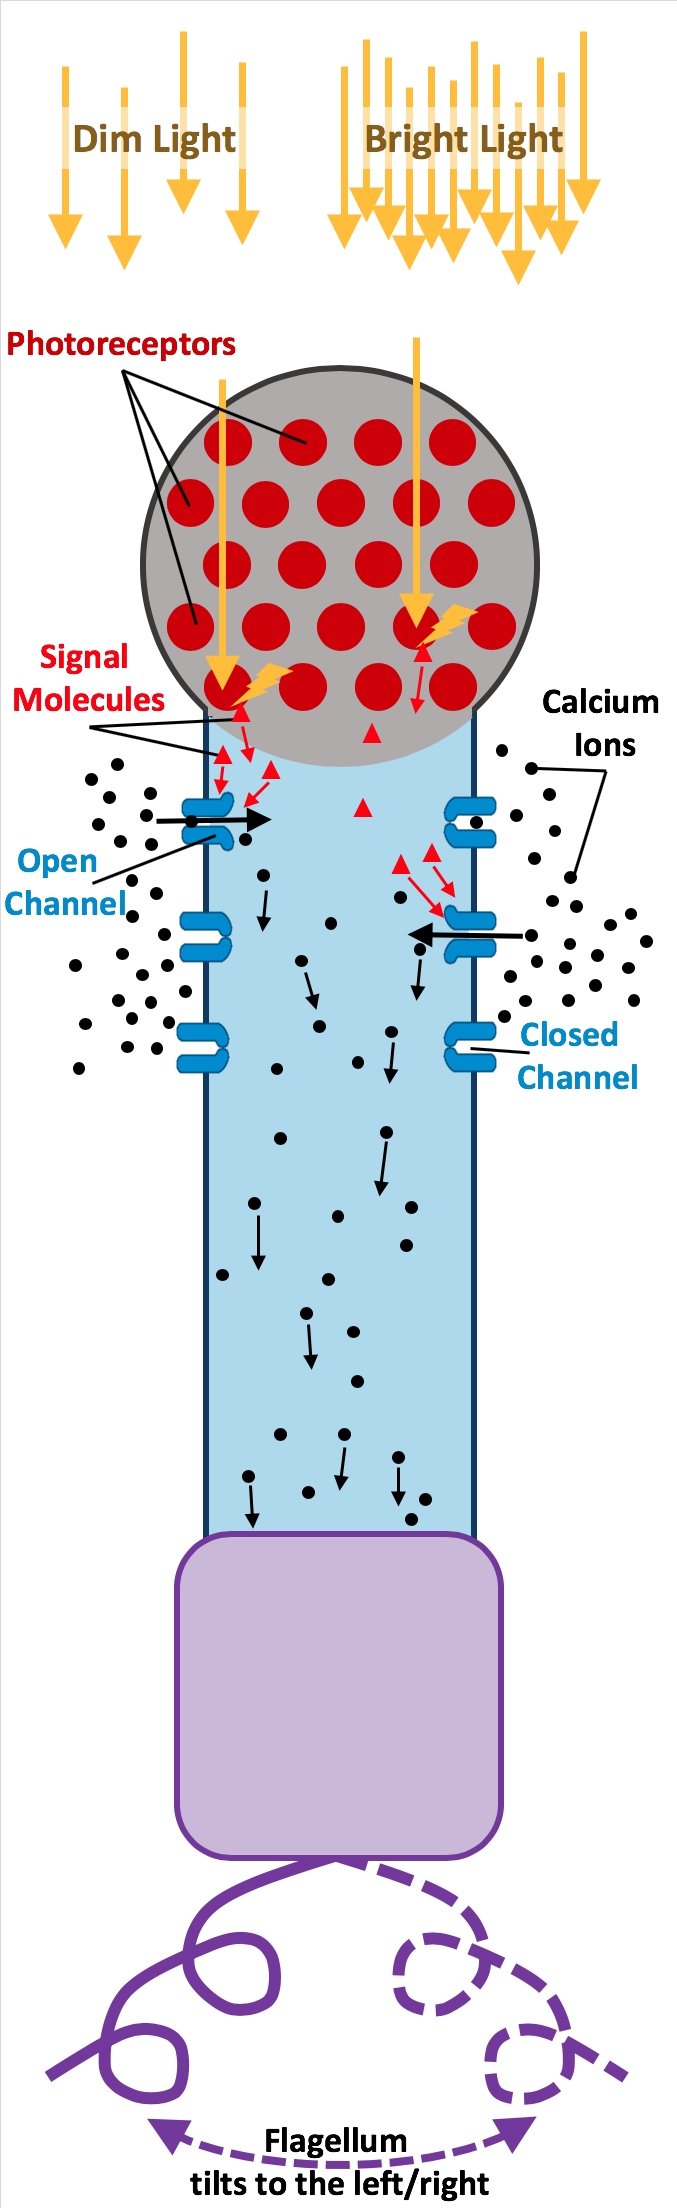 Dim Light
Bright Light
Photoreceptors
Signal
Molecules
Calcium
Ions
Open
Channel
Closed
Channel
Flagellum
tilts to the left/right